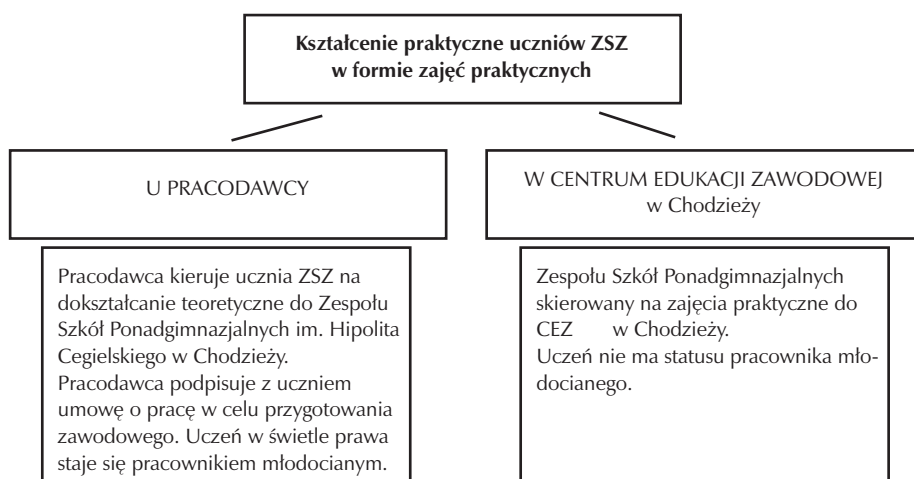 Kształcenie praktyczne uczniów ZSZ
w formie zajęć praktycznych
U PRACODAWCY
W CENTRUM EDUKACJI ZAWODOWEJ
w Chodzieży
Pracodawca kieruje ucznia ZSZ na
dokształcanie teoretyczne do Zespołu
Szkół Ponadgimnazjalnych im. Hipolita
Cegielskiego w Chodzieży.
Pracodawca podpisuje z uczniem
umowę o pracę w celu przygotowania
zawodowego. Uczeń w świetle prawa
staje się pracownikiem młodocianym.
Zespołu Szkół Ponadgimnazjalnych
skierowany na zajęcia praktyczne do
CEZ w Chodzieży.
Uczeń nie ma statusu pracownika mło-
docianego.